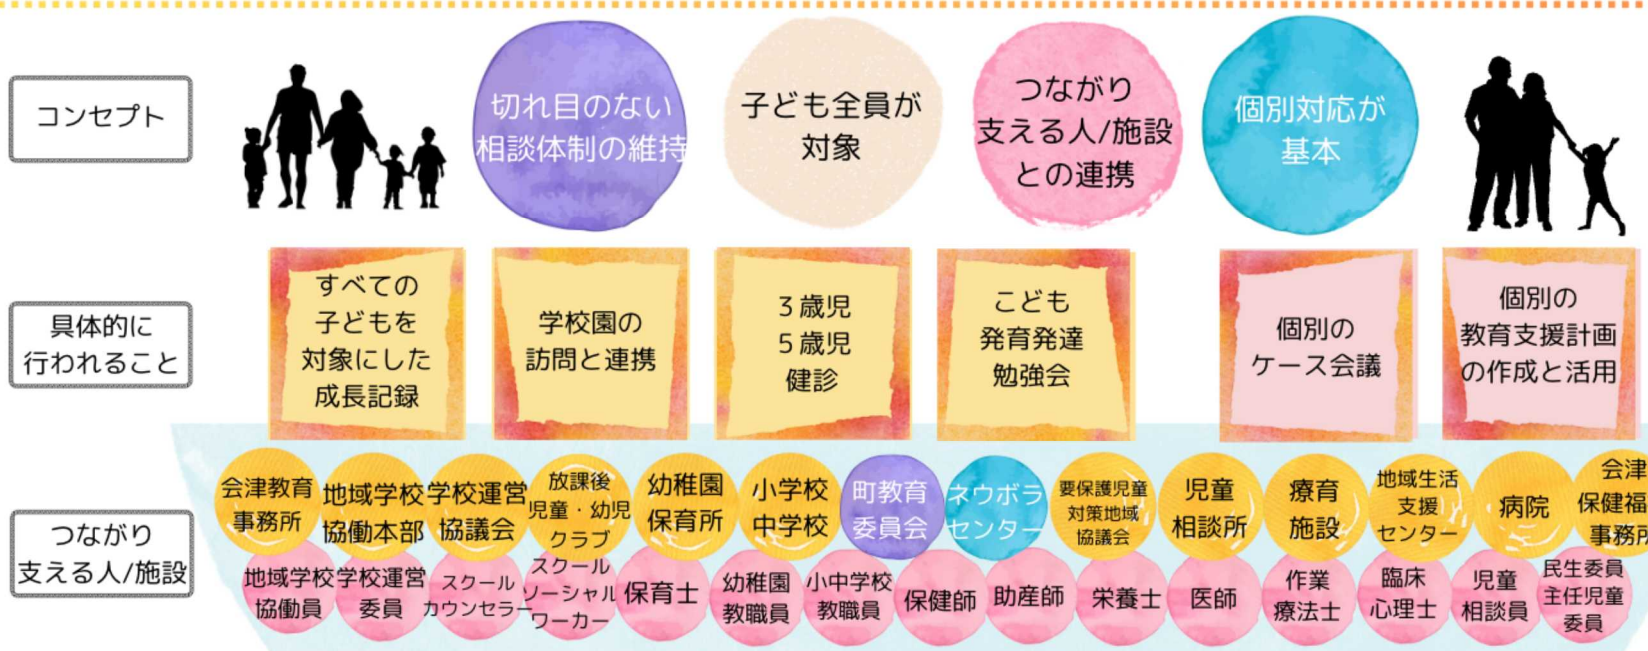 コンセプト
切れ目のない
相談体制の維持
子ども全員が
対象
つながり
支える人/施設
との連携
個別対応が
基本
具体的に
行われること
すべての
子どもを
対象にした
成長記録
学校園の
訪問と連携
3歳児
5歳児
健診
こども
発育発達
勉強会
個別の
ケース会議
個別の
教育支援計画
の作成と活用
つながり
支える人/施設
会津教育
事務所
地域学校
協働本部
学校運営
協議会
放課後
児童・幼児
クラブ
幼稚園
保育所
小学校
中学校
町教育
委員会
ネウボラ
センター
要保護児童
対策地域
協議会
児童
相談所
療育
施設
地域生活
支援
センター
病院
会津
保健福
事務所
地域学校
協働員
学校運営
委員
スクール
カウンセラー
スクール
ソーシャル
ワーカー
保育士
幼稚園
教職員
小中学校
教職員
保健師
助産師
栄養士
医師
作業
療法士
臨床
心理士
児童
相談員
民生委員
主任児童
委員